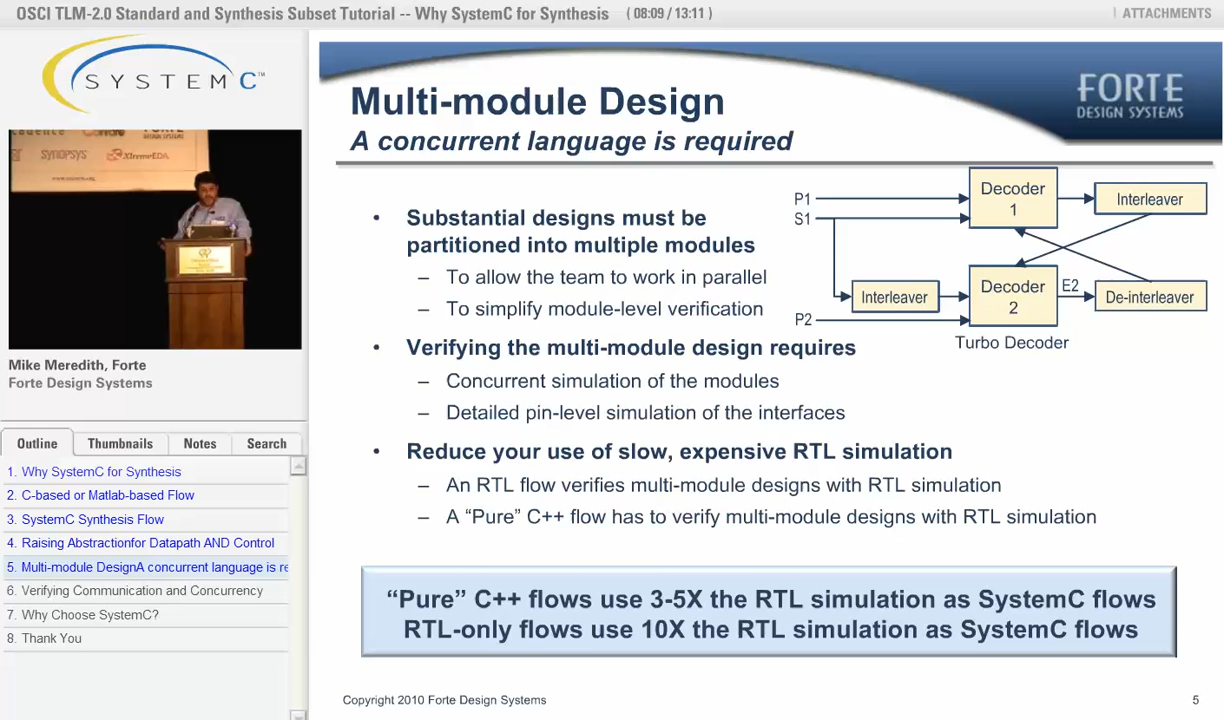 OSCI TLM-2.0 Standard and Synthesis Subset Tutorial -- Why SystemC for Synthesis ( 08:09 / 13:11 )
ATTACHMENTS
SYSTEMC™
SYNOPSYS XtremeEDA
Mike Meredith, Forte
Forte Design Systems
Outline Thumbnails Notes Search
1. Why SystemC for Synthesis
2. C-based or Matlab-based Flow
3. SystemC Synthesis Flow
4. Raising Abstractionfor Datapath AND Control
5. Multi-module DesignA concurrent language is re
6. Verifying Communication and Concurrency
7. Why Choose SystemC?
8. Thank You
FORTE
DESIGN SYSTEMS
Multi-module Design
A concurrent language is required
• Substantial designs must be
partitioned into multiple modules
– To allow the team to work in parallel
– To simplify module-level verification
• Verifying the multi-module design requires
– Concurrent simulation of the modules
– Detailed pin-level simulation of the interfaces
• Reduce your use of slow, expensive RTL simulation
– An RTL flow verifies multi-module designs with RTL simulation
– A “Pure” C++ flow has to verify multi-module designs with RTL simulation
P1
S1
Decoder
1
Interleaver
Interleaver
Decoder
2
E2
De-interleaver
P2
Turbo Decoder
“Pure” C++ flows use 3-5X the RTL simulation as SystemC flows
RTL-only flows use 10X the RTL simulation as SystemC flows
Copyright 2010 Forte Design Systems
5